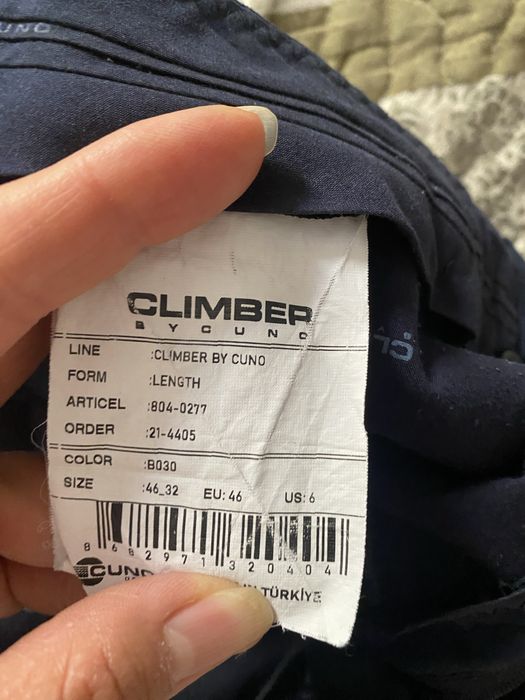 CUNO
CLIMBER
BY CUNO
LINE :CLIMBER BY CUNO
FORM :LENGTH
ARTICEL :804-0277
ORDER :21-4405
COLOR :B030
SIZE :46_32 EU: 46 US: 6
8 682971 320404
CUNO TÜRKİYE